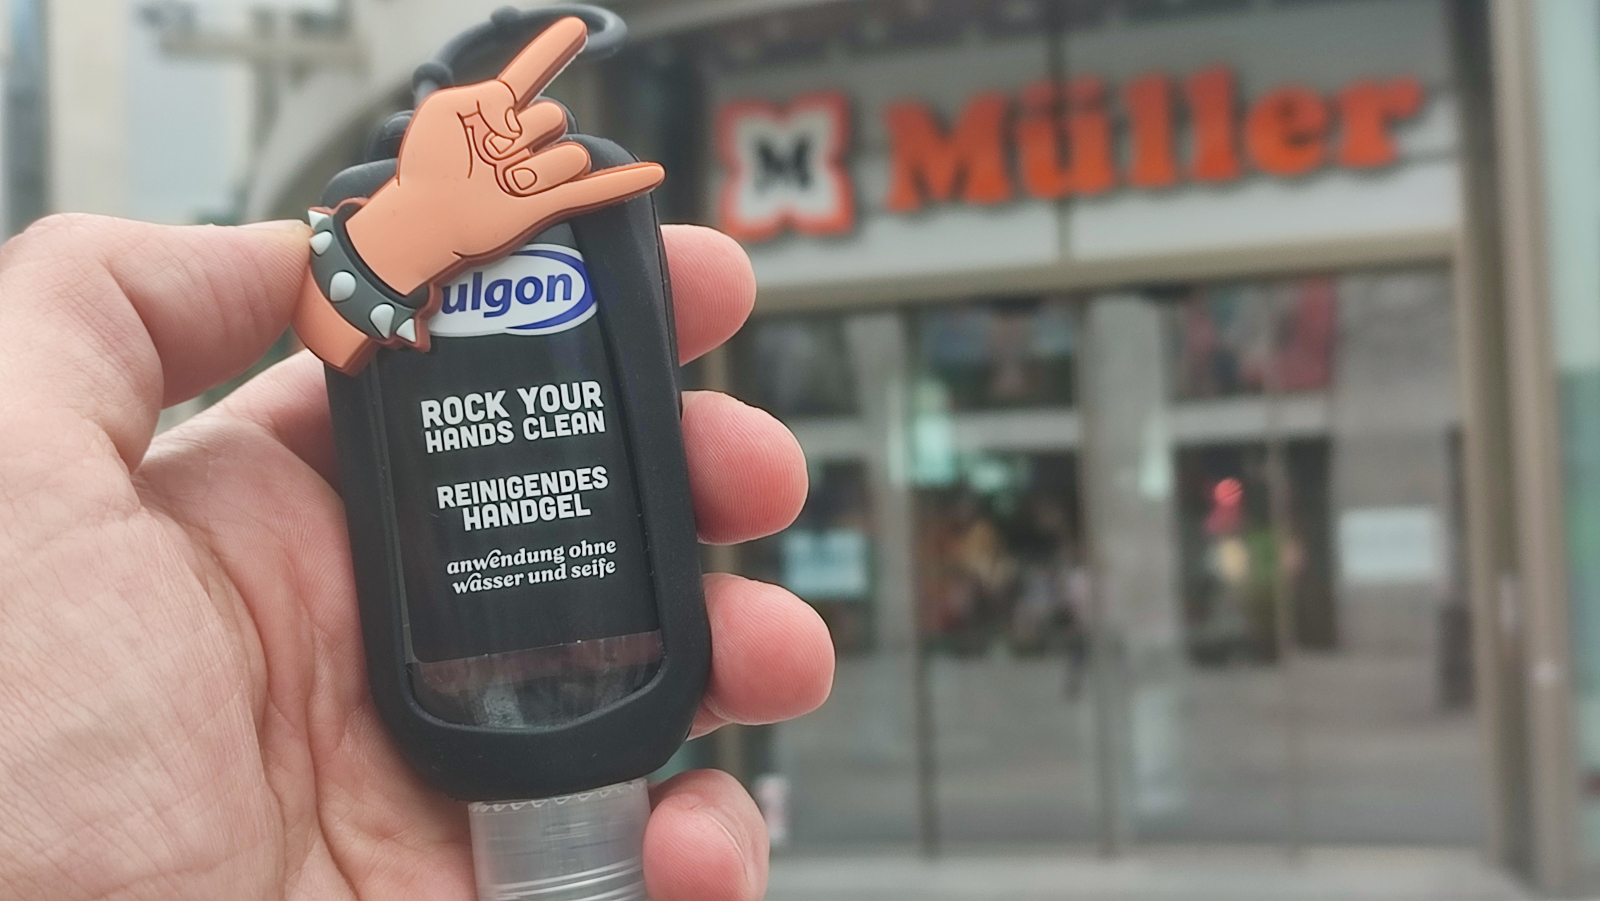 M Müller
ulgon
ROCK YOUR
HANDS CLEAN
REINIGENDES
HANDGEL
anwendung ohne
wasser und seife